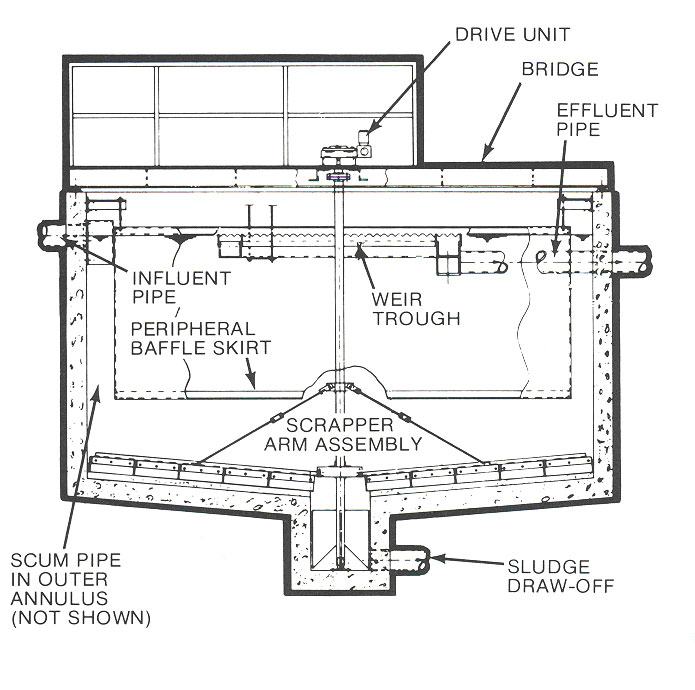 DRIVE UNIT
BRIDGE
EFFLUENT
PIPE
INFLUENT
PIPE
WEIR
TROUGH
PERIPHERAL
BAFFLE SKIRT
SCRAPPER
ARM ASSEMBLY
SCUM PIPE
IN OUTER
ANNULUS
(NOT SHOWN)
SLUDGE
DRAW-OFF